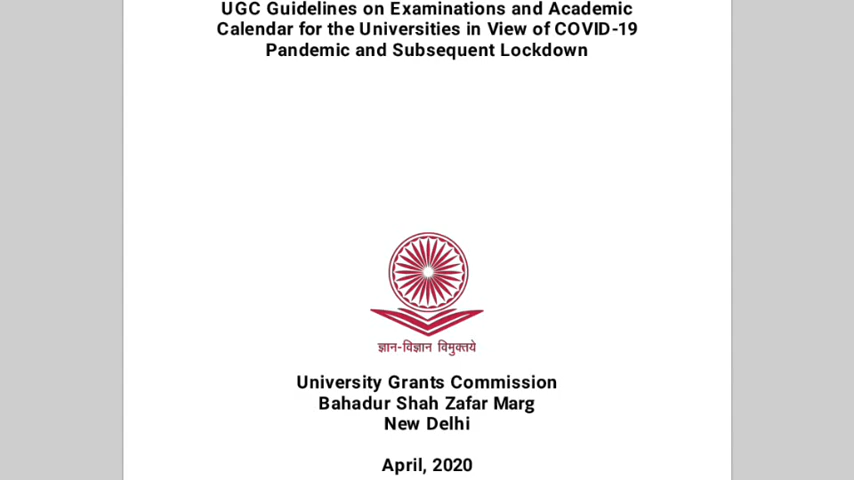 UGC Guidelines on Examinations and Academic
Calendar for the Universities in View of COVID-19
Pandemic and Subsequent Lockdown
ज्ञान-विज्ञान विमुक्तये
University Grants Commission
Bahadur Shah Zafar Marg
New Delhi
April, 2020